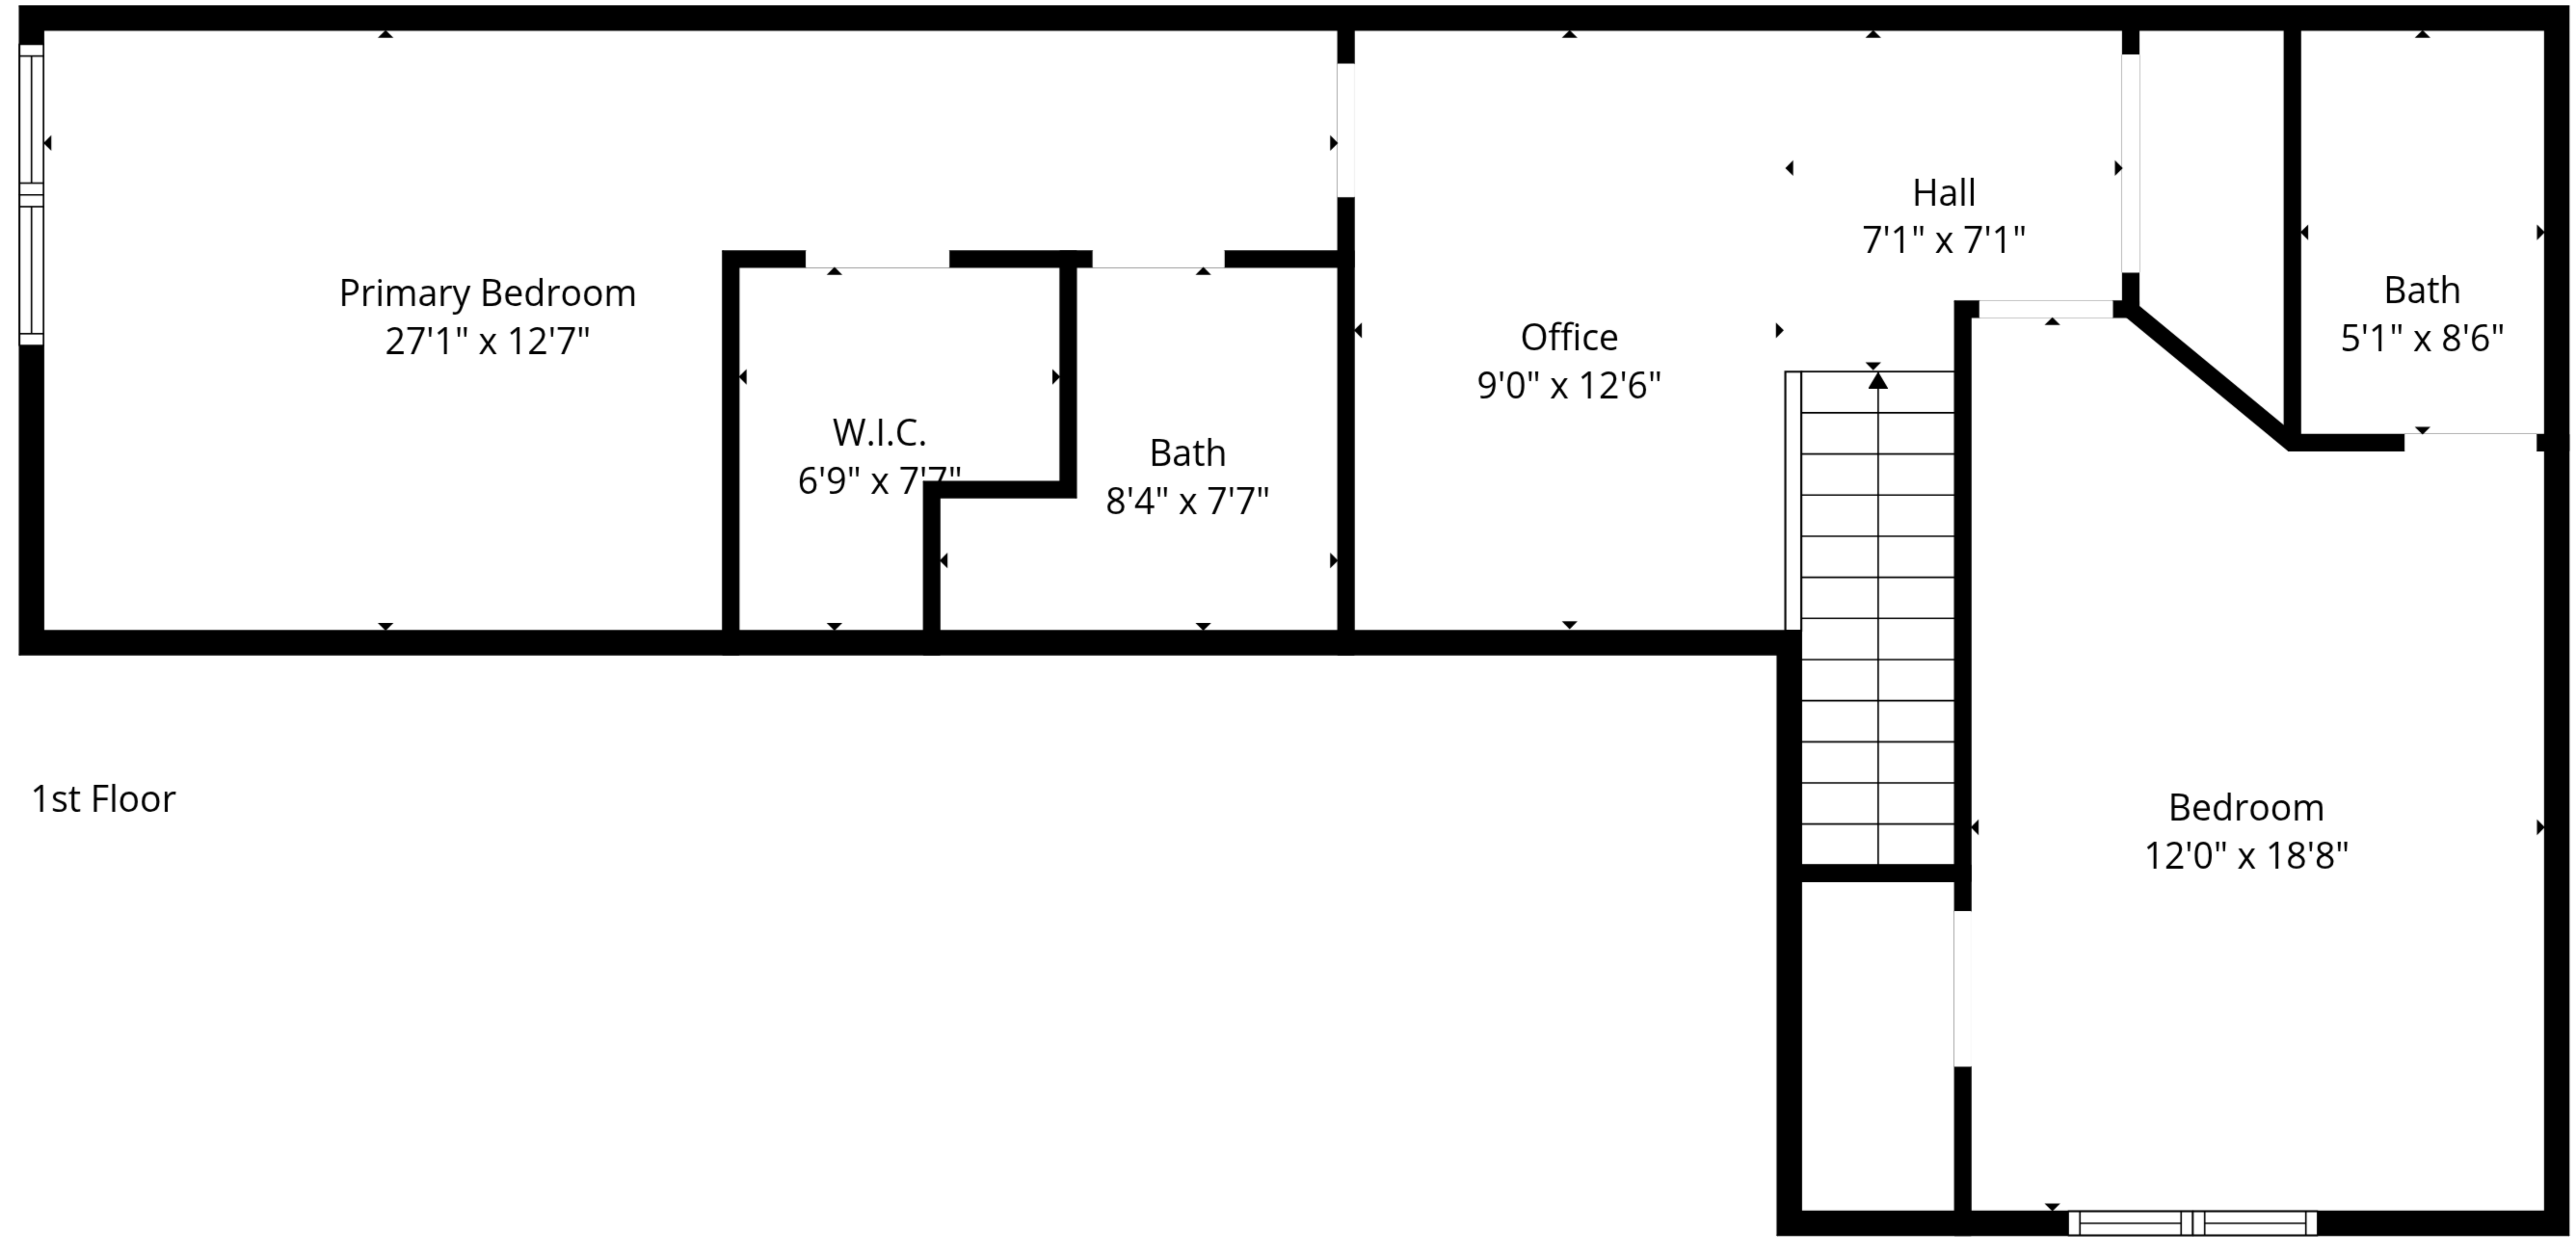 Primary Bedroom
27'1" x 12'7"
W.I.C.
6'9" x 7'7"
Bath
8'4" x 7'7"
Office
9'0" x 12'6"
Hall
7'1" x 7'1"
Bath
5'1" x 8'6"
Bedroom
12'0" x 18'8"
1st Floor